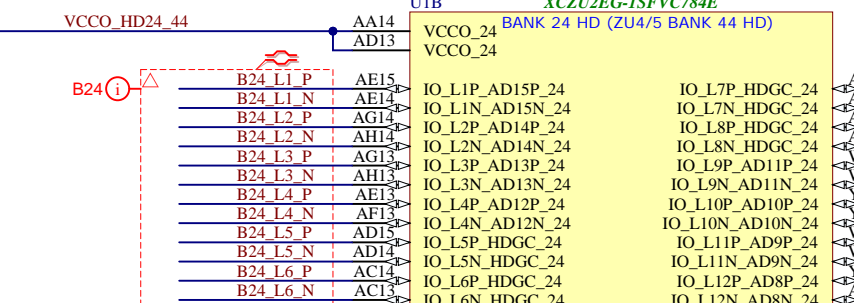 U1B XCZU2EG-1SFVC784E
VCCO_HD24_44 AA14 VCCO_24 BANK 24 HD (ZU4/5 BANK 44 HD)
AD13 VCCO_24
B24 i
B24_L1_P AE15 IO_L1P_AD15P_24 IO_L7P_HDGC_24
B24_L1_N AE14 IO_L1N_AD15N_24 IO_L7N_HDGC_24
B24_L2_P AG14 IO_L2P_AD14P_24 IO_L8P_HDGC_24
B24_L2_N AH14 IO_L2N_AD14N_24 IO_L8N_HDGC_24
B24_L3_P AG13 IO_L3P_AD13P_24 IO_L9P_AD11P_24
B24_L3_N AH13 IO_L3N_AD13N_24 IO_L9N_AD11N_24
B24_L4_P AE13 IO_L4P_AD12P_24 IO_L10P_AD10P_24
B24_L4_N AF13 IO_L4N_AD12N_24 IO_L10N_AD10N_24
B24_L5_P AD15 IO_L5P_HDGC_24 IO_L11P_AD9P_24
B24_L5_N AD14 IO_L5N_HDGC_24 IO_L11N_AD9N_24
B24_L6_P AC14 IO_L6P_HDGC_24 IO_L12P_AD8P_24
B24_L6_N AC13 IO_L6N_HDGC_24 IO_L12N_AD8N_24